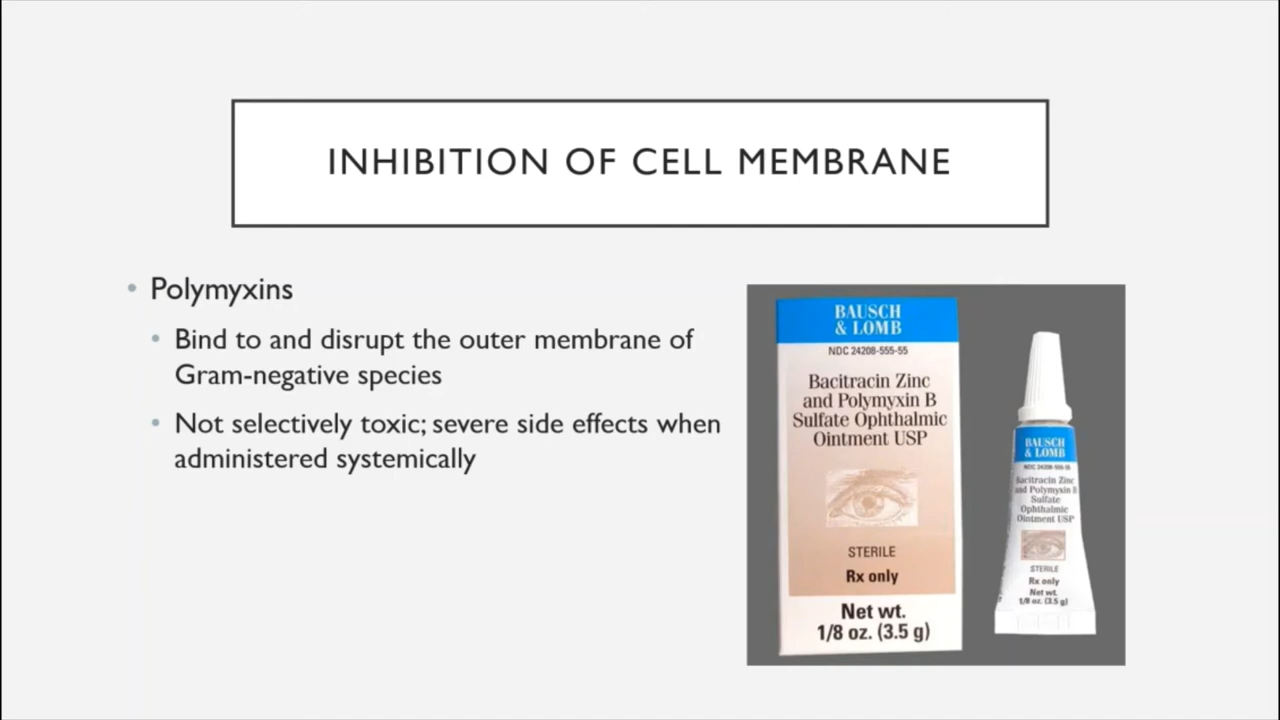 INHIBITION OF CELL MEMBRANE
• Polymyxins
• Bind to and disrupt the outer membrane of
Gram-negative species
• Not selectively toxic; severe side effects when
administered systemically
BAUSCH
& LOMB
NDC 24208-555-55
Bacitracin Zinc
and Polymyxin B
Sulfate Ophthalmic
Ointment USP
STERILE
Rx only
Net wt.
1/8 oz. (3.5 g)
BAUSCH
& LOMB
NDC 24208-555-55
Bacitracin Zinc
and Polymyxin B
Sulfate
Ophthalmic
Ointment USP
STERILE
Rx only
Net wt.
1/8 oz. (3.5 g)